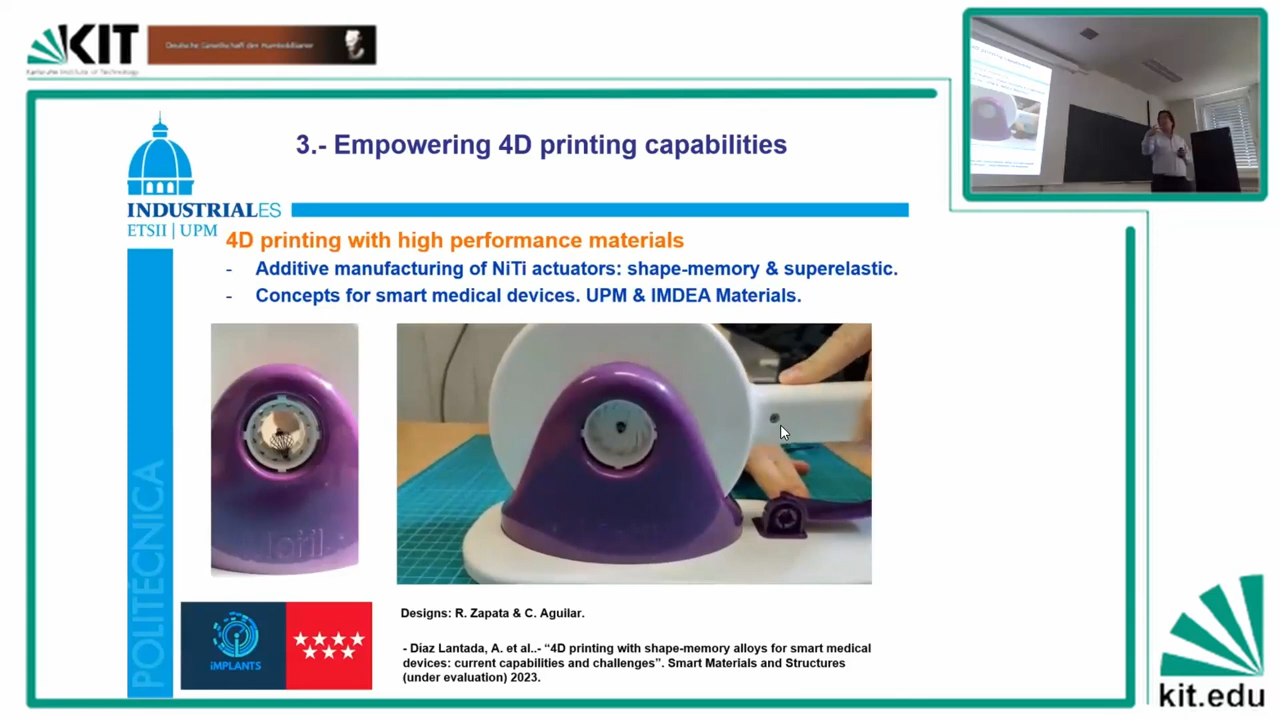 KIT
Karlsruhe Institute of Technology
Deutsche Gesellschaft der Humboldtianer
3.- Empowering 4D printing capabilities
INDUSTRIALES
ETSII | UPM
4D printing with high performance materials
- Additive manufacturing of NiTi actuators: shape-memory & superelastic.
- Concepts for smart medical devices. UPM & IMDEA Materials.
POLITÉCNICA
iMPLANTS
Designs: R. Zapata & C. Aguilar.
- Díaz Lantada, A. et al..- “4D printing with shape-memory alloys for smart medical
devices: current capabilities and challenges”. Smart Materials and Structures
(under evaluation) 2023.
kit.edu